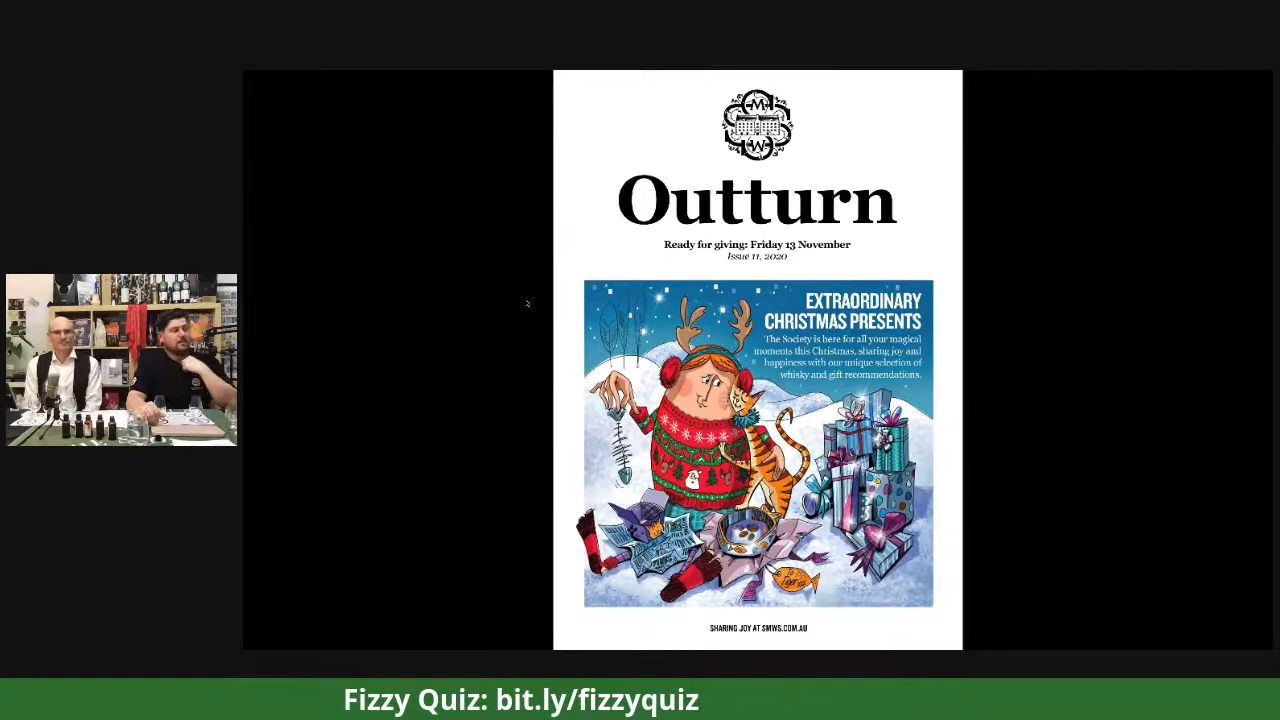 M
S S
W
Outturn
Ready for giving: Friday 13 November
Issue 11, 2020
EXTRAORDINARY
CHRISTMAS PRESENTS
The Society is here for all your magical
moments this Christmas, sharing joy and
happiness with our unique selection of
whisky and gift recommendations.
To
Tiger
SHARING JOY AT SMWS.COM.AU
Fizzy Quiz: bit.ly/fizzyquiz